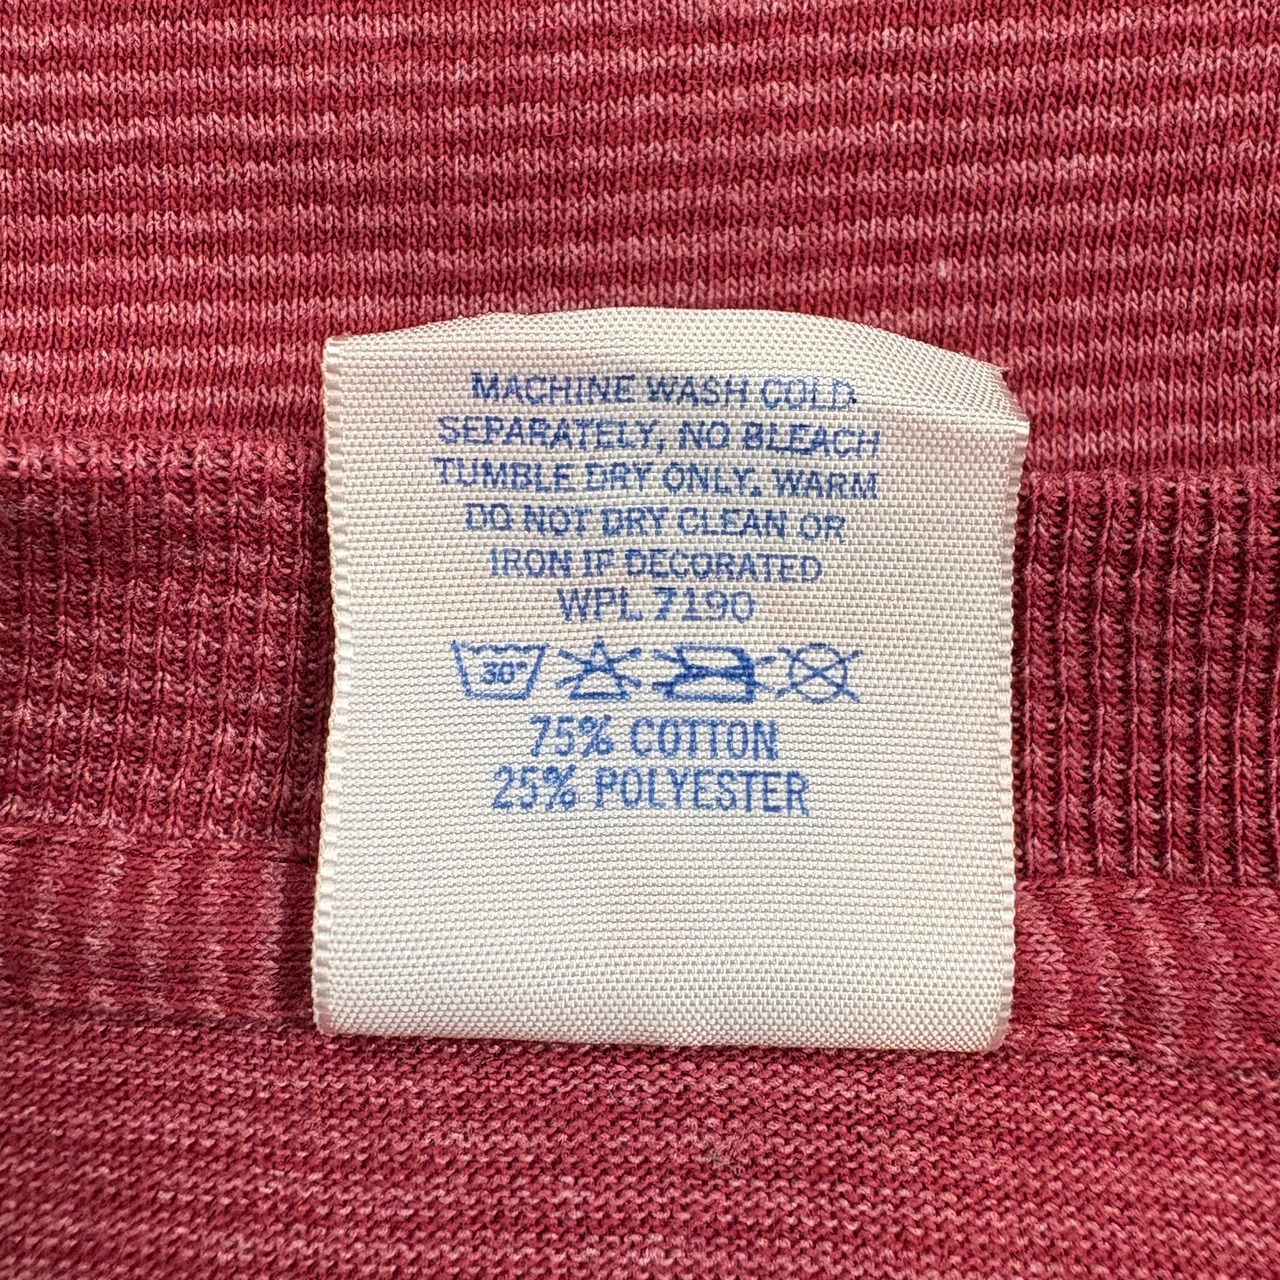 MACHINE WASH COLD
SEPARATELY, NO BLEACH
TUMBLE DRY ONLY. WARM
DO NOT DRY CLEAN OR
IRON IF DECORATED
WPL 7190
30°
75% COTTON
25% POLYESTER